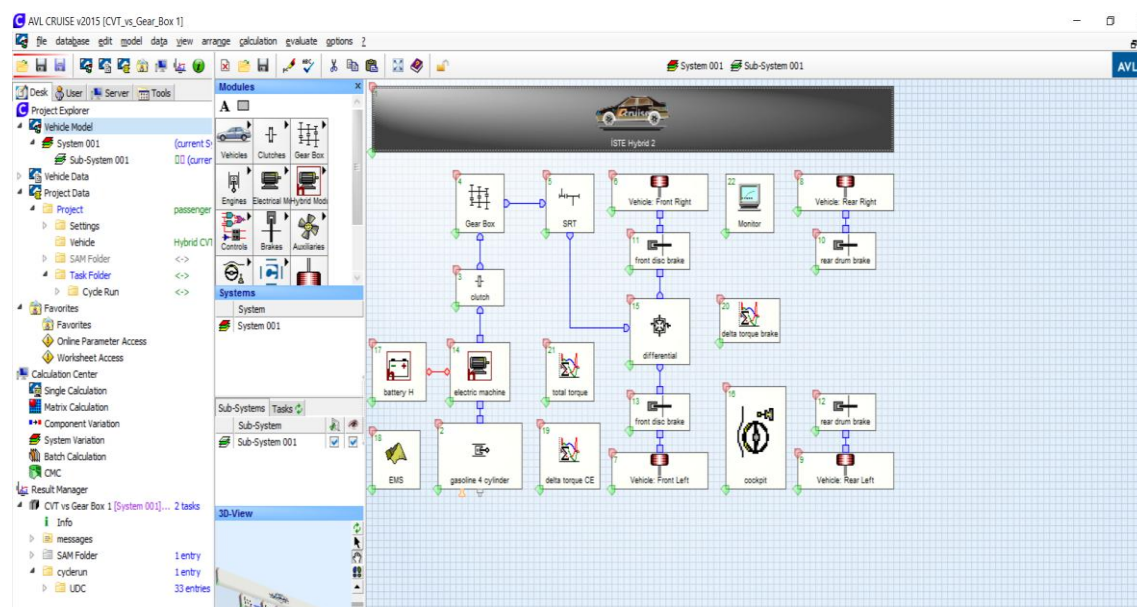 AVL CRUISE v2015 [CVT_vs_Gear_Box 1]
file database edit model data view arrange calculation evaluate options ?
System 001 Sub-System 001
AVL
Desk User Server Tools
Project Explorer
Vehicle Model
System 001 (current S
Sub-System 001 (currer
Vehicle Data
Project Data
Project passenger
Settings
Vehicle Hybrid CVT
SAM Folder <->
Task Folder <->
Cycle Run <->
Favorites
Favorites
Online Parameter Access
Worksheet Access
Calculation Center
Single Calculation
Matrix Calculation
Component Variation
System Variation
Batch Calculation
CMC
Result Manager
CVT vs Gear Box 1 [System 001]... 2 tasks
Info
messages
SAM Folder 1 entry
cyclerun 1 entry
UDC 33 entries
Modules
A
Vehicles Clutches Gear Box
Engines Electrical M Hybrid Mod
Controls Brakes Auxiliaries
Systems
System
System 001
Sub-Systems Tasks
Sub-System
Sub-System 001
3D-View
Cruise
İSTE Hybrid 2
4
Gear Box
5
SRT
6
Vehicle: Front Right
22
Monitor
8
Vehicle: Rear Right
11
front disc brake
10
rear drum brake
3
clutch
15
differential
20
delta torque brake
17
battery H
14
electric machine
21
total torque
13
front disc brake
16
cockpit
12
rear drum brake
18
EMS
2
gasoline 4 cylinder
19
delta torque CE
7
Vehicle: Front Left
9
Vehicle: Rear Left